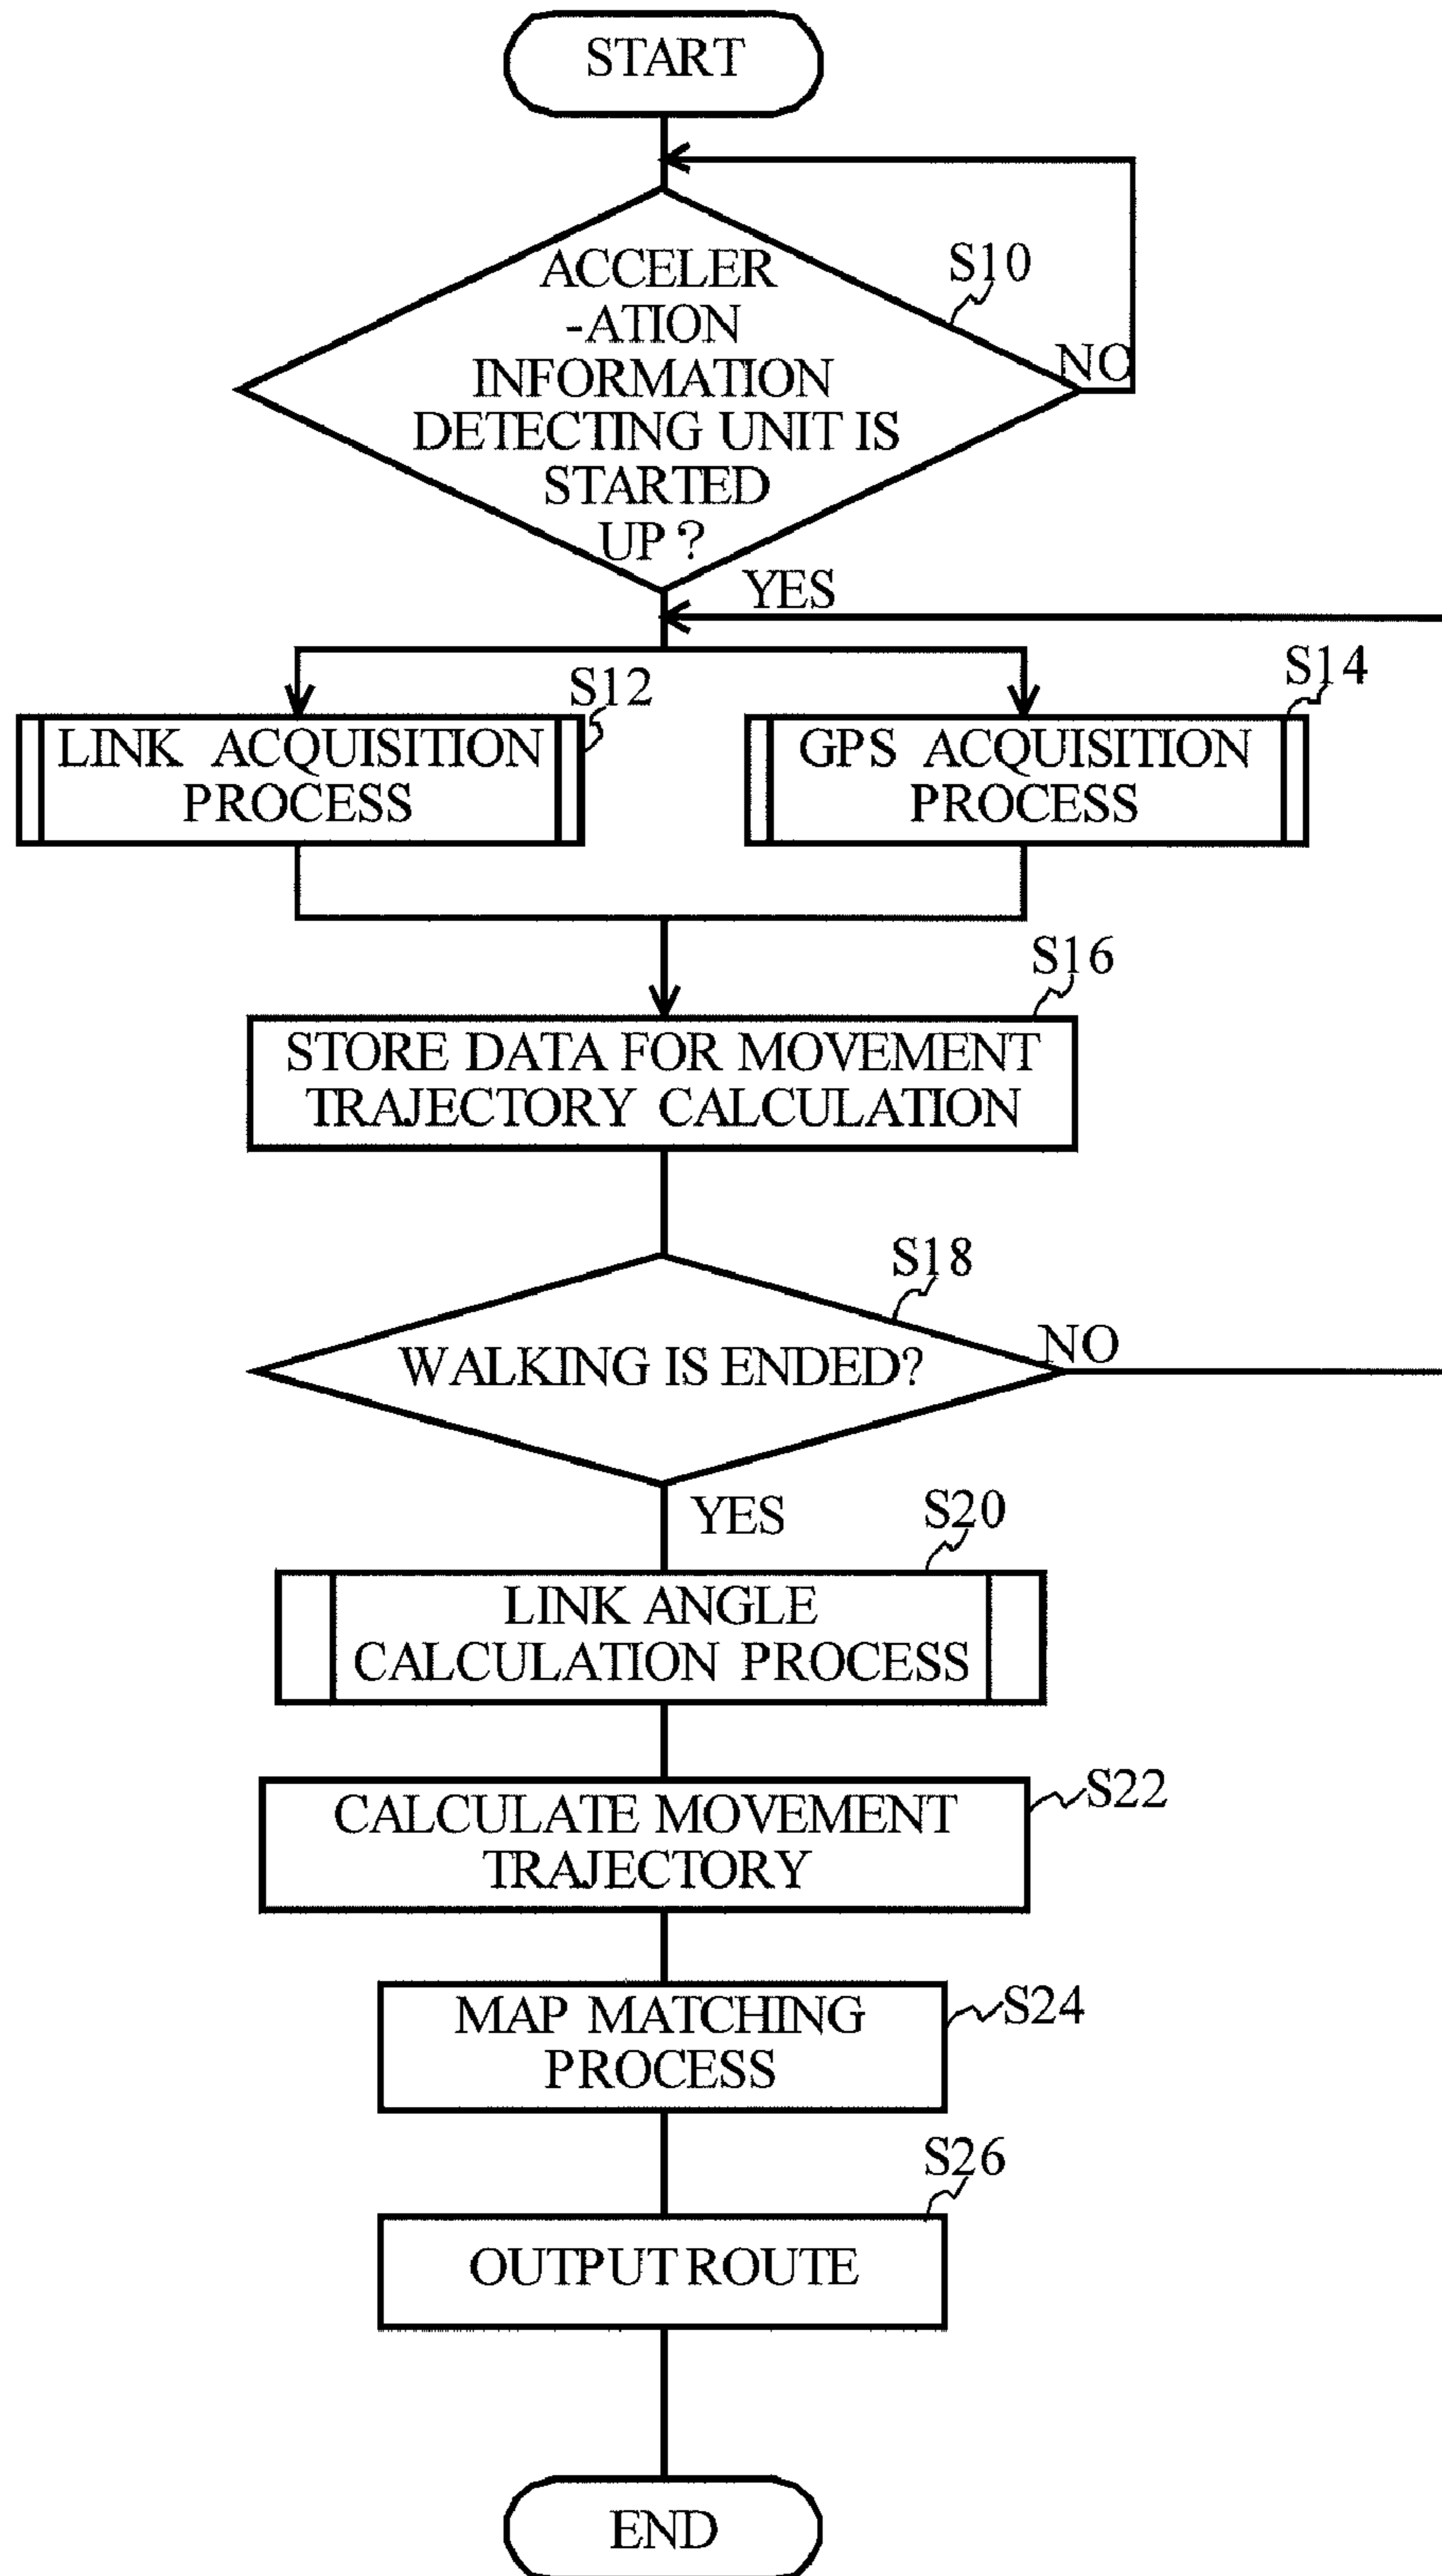 START
ACCELER
-ATION
INFORMATION
DETECTING UNIT IS
STARTED
UP ?
S10
NO
YES
S12
LINK ACQUISITION
PROCESS
S14
GPS ACQUISITION
PROCESS
S16
STORE DATA FOR MOVEMENT
TRAJECTORY CALCULATION
S18
WALKING IS ENDED?
NO
YES
S20
LINK ANGLE
CALCULATION PROCESS
CALCULATE MOVEMENT
TRAJECTORY
S22
MAP MATCHING
PROCESS
S24
S26
OUTPUT ROUTE
END